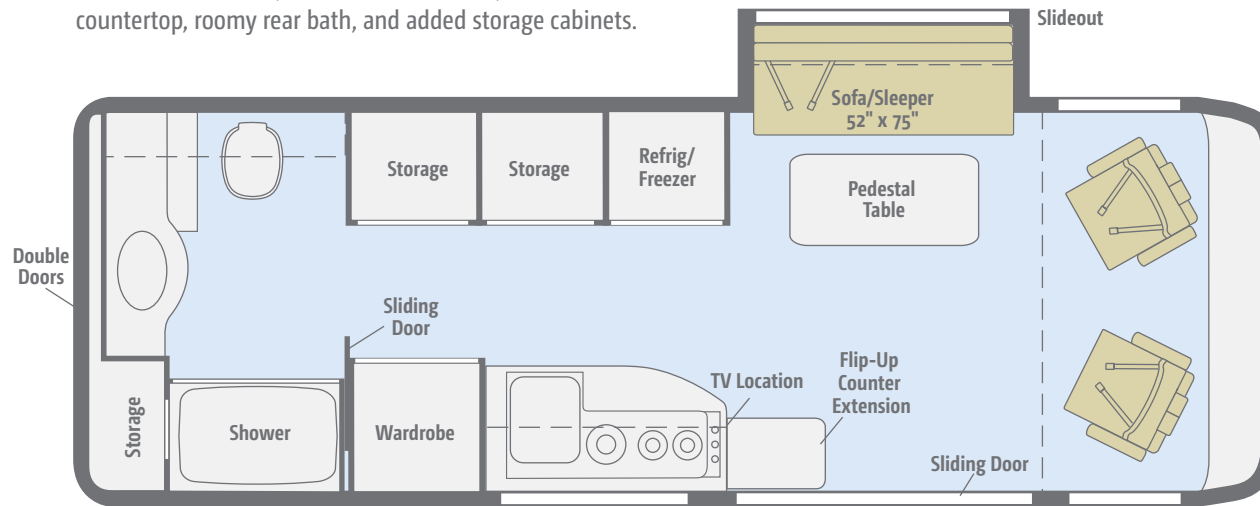 countertop, roomy rear bath, and added storage cabinets.
Slideout
Sofa/Sleeper
52" x 75"
Storage
Storage
Refrig/
Freezer
Pedestal
Table
Double
Doors
Sliding
Door
Flip-Up
Counter
Extension
TV Location
Storage
Shower
Wardrobe
Sliding Door